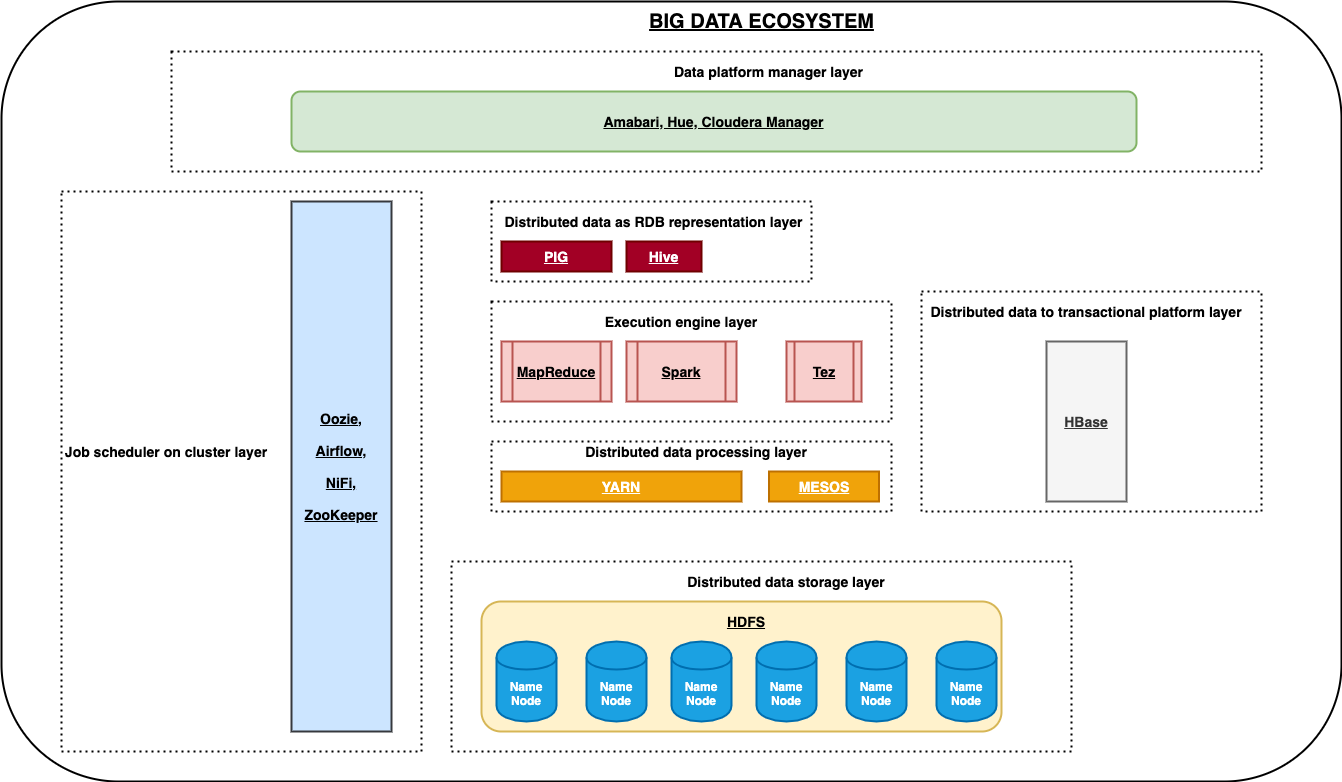 BIG DATA ECOSYSTEM
Data platform manager layer
Amabari, Hue, Cloudera Manager
Distributed data as RDB representation layer
PIG
Hive
Execution engine layer
MapReduce
Spark
Tez
Distributed data to transactional platform layer
HBase
Job scheduler on cluster layer
Oozie,
Airflow,
NiFi,
ZooKeeper
Distributed data processing layer
YARN
MESOS
Distributed data storage layer
HDFS
Name
Node
Name
Node
Name
Node
Name
Node
Name
Node
Name
Node